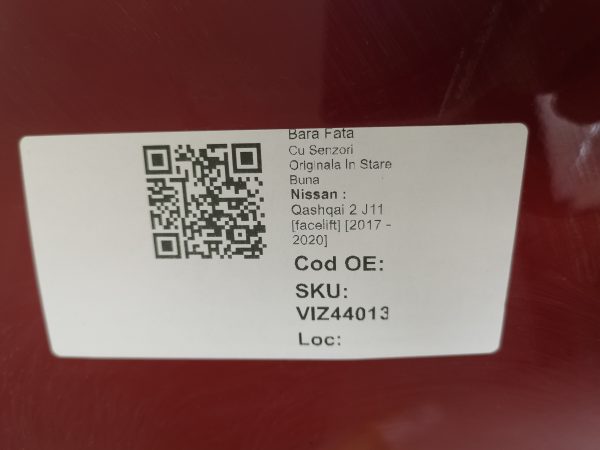 Bara Fata
Cu Senzori
Originala In Stare
Buna
Nissan :
Qashqai 2 J11
[facelift] [2017 -
2020]
Cod OE:
SKU:
VIZ44013
Loc: